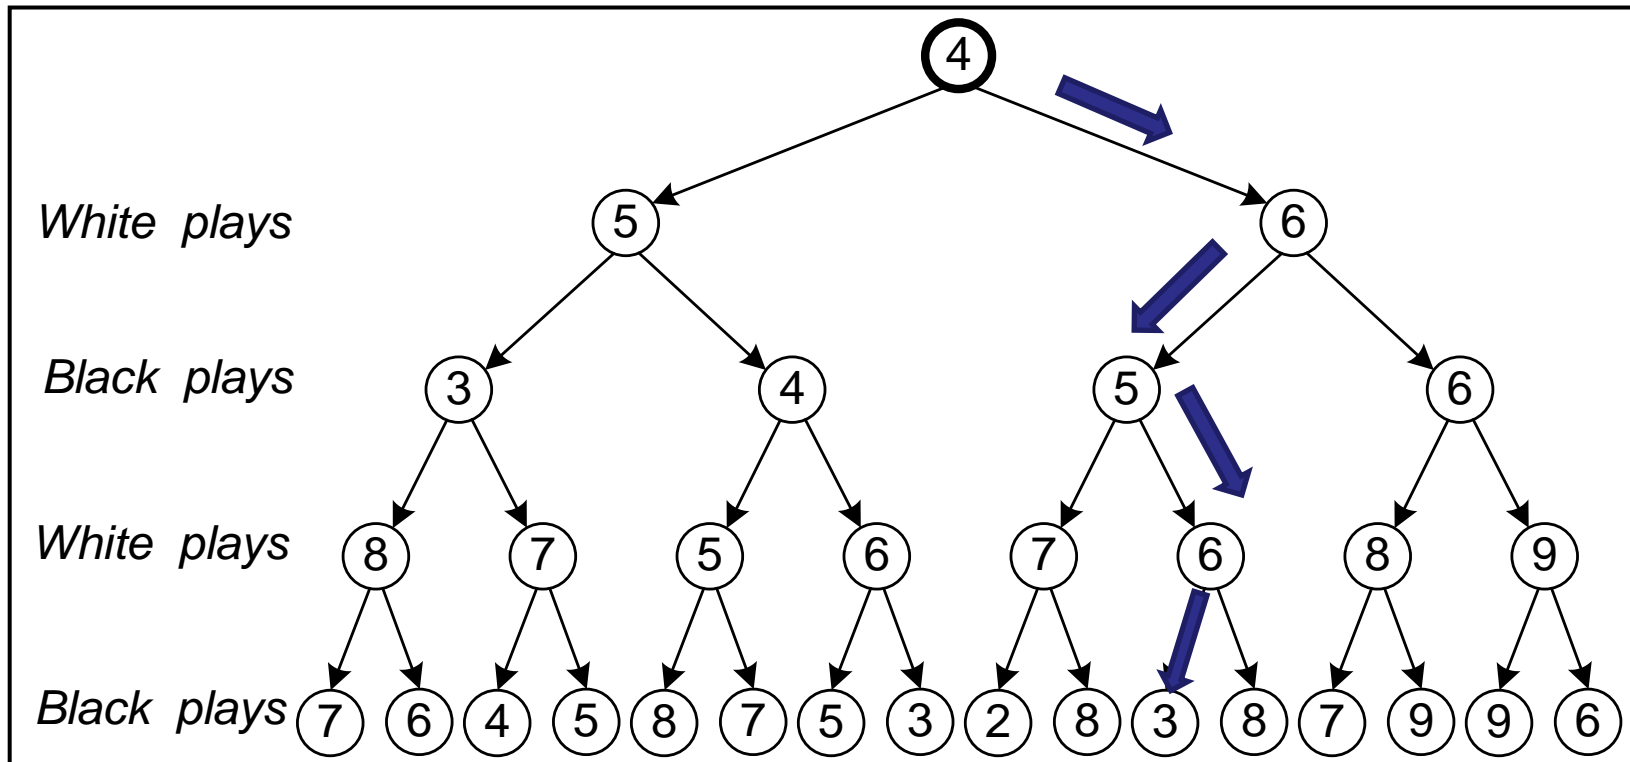 4
White plays 5 6
Black plays 3 4 5 6
White plays 8 7 5 6 7 6 8 9
Black plays 7 6 4 5 8 7 5 3 2 8 3 8 7 9 9 6